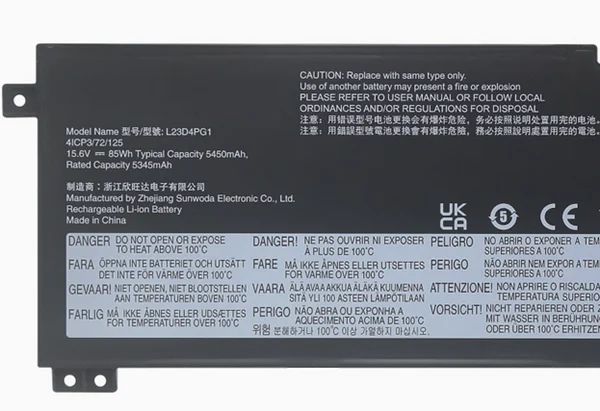 CAUTION: Replace with same type only.
Use of another battery may present a fire or explosion
PLEASE REFER TO USER MANUAL OR FOLLOW LOCAL
ORDINANCES AND/OR REGULATIONS FOR DISPOSAL
注意: 用错误型号电池更换会有爆炸危险, 务必按照说明处置用完的电池.
注意: 用錯誤型號電池更換會有爆炸危險, 務必按照說明處置用完的電池.
Model Name 型号/型號: L23D4PG1
4ICP3/72/125
15.6V ⎓ 85Wh Typical Capacity 5450mAh,
Rated Capacity 5345mAh
制造商: 浙江欣旺达电子有限公司
Manufactured by Zhejiang Sunwoda Electronic Co., Ltd.
Rechargeable Li-ion Battery
Made in China
UK
CA
5
CE
DANGER DO NOT OPEN OR EXPOSE
TO HEAT ABOVE 100°C
FARA ÖPPNA INTE BATTERIET OCH UTSÄTT
DET INTE FÖR VÄRME ÖVER 100°C
GEVAAR! NIET OPENEN, NIET BLOOTSTELLEN
AAN TEMPERATUREN BOVEN 100°C
FARLIG MÅ IKKE ÅBNES ELLER UDSÆTTES
FOR TEMPERATURER OVER 100°C
DANGER! NE PAS OUVRIR NI EXPOSER
À PLUS DE 100°C
FARE MÅ IKKE ÅPNES ELLER UTSETTES
FOR VARME OVER 100°C
VAARA ÄLÄ AVAA AKKUA ÄLÄKÄ KUUMENNA
SITÄ YLI 100 ASTEEN LÄMPÖTILAAN
PERIGO NÃO ABRA OU EXPONHA A
AQUECIMENTO ACIMA DE 100°C
위험 분해하거나 100°C 이상 가열하지 마십시오.
PELIGRO NO ABRIR O EXPONER A TEM
SUPERIORES A 100°C
PERIGO NÃO ABRIR NEM EXPOR A TEM
SUPERIORES A 100°C
ATTENZIONE! NON APRIRE O RISCALDA
SUPERIORI A 100°C
VORSICHT! NICHT REPARIEREN ODER Z
MIT WASSER IN BERÜHRUNG
ODER ÜBER 100°C ERHITZEN